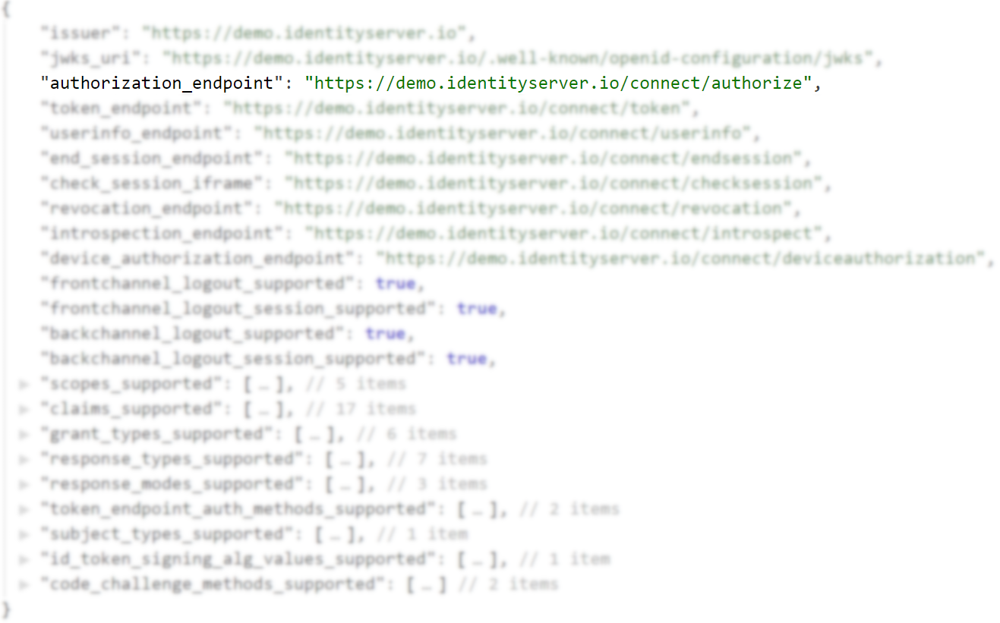 {
"issuer": "https://demo.identityserver.io",
"jwks_uri": "https://demo.identityserver.io/.well-known/openid-configuration/jwks",
"authorization_endpoint": "https://demo.identityserver.io/connect/authorize",
"token_endpoint": "https://demo.identityserver.io/connect/token",
"userinfo_endpoint": "https://demo.identityserver.io/connect/userinfo",
"end_session_endpoint": "https://demo.identityserver.io/connect/endsession",
"check_session_iframe": "https://demo.identityserver.io/connect/checksession",
"revocation_endpoint": "https://demo.identityserver.io/connect/revocation",
"introspection_endpoint": "https://demo.identityserver.io/connect/introspect",
"device_authorization_endpoint": "https://demo.identityserver.io/connect/deviceauthorization",
"frontchannel_logout_supported": true,
"frontchannel_logout_session_supported": true,
"backchannel_logout_supported": true,
"backchannel_logout_session_supported": true,
"scopes_supported": [ … ], // 5 items
"claims_supported": [ … ], // 17 items
"grant_types_supported": [ … ], // 6 items
"response_types_supported": [ … ], // 7 items
"response_modes_supported": [ … ], // 3 items
"token_endpoint_auth_methods_supported": [ … ], // 2 items
"subject_types_supported": [ … ], // 1 item
"id_token_signing_alg_values_supported": [ … ], // 1 item
"code_challenge_methods_supported": [ … ] // 2 items
}